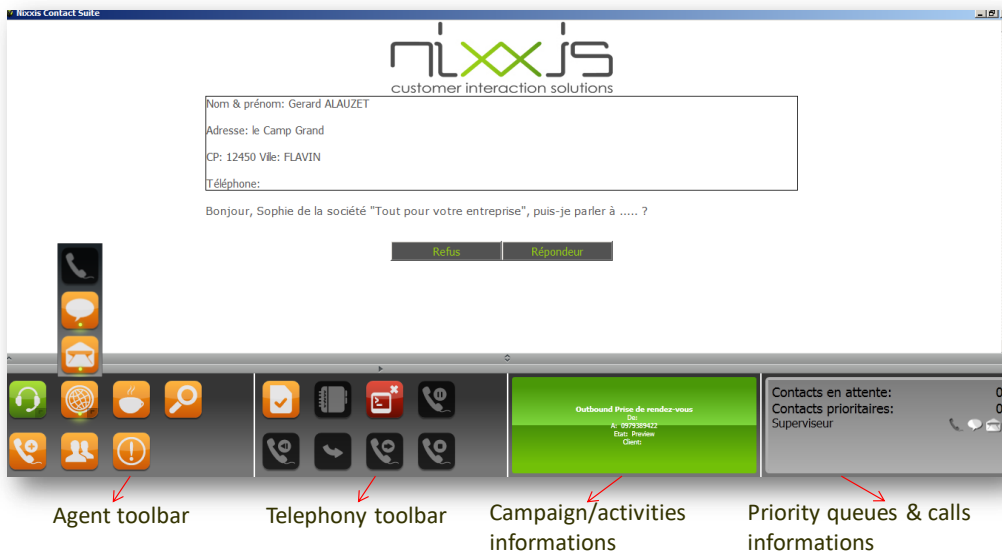 Nixxis Contact Suite
nixxis
customer interaction solutions
Nom & prénom: Gerard ALAUZET
Adresse: le Camp Grand
CP: 12450 Ville: FLAVIN
Téléphone:
Bonjour, Sophie de la société "Tout pour votre entreprise", puis-je parler à ..... ?
Refus
Répondeur
Outbound Prise de rendez-vous
De:
A: 0979389422
Etat: Preview
Client:
Contacts en attente: 0
Contacts prioritaires: 0
Superviseur
Agent toolbar
Telephony toolbar
Campaign/activities
informations
Priority queues & calls
informations